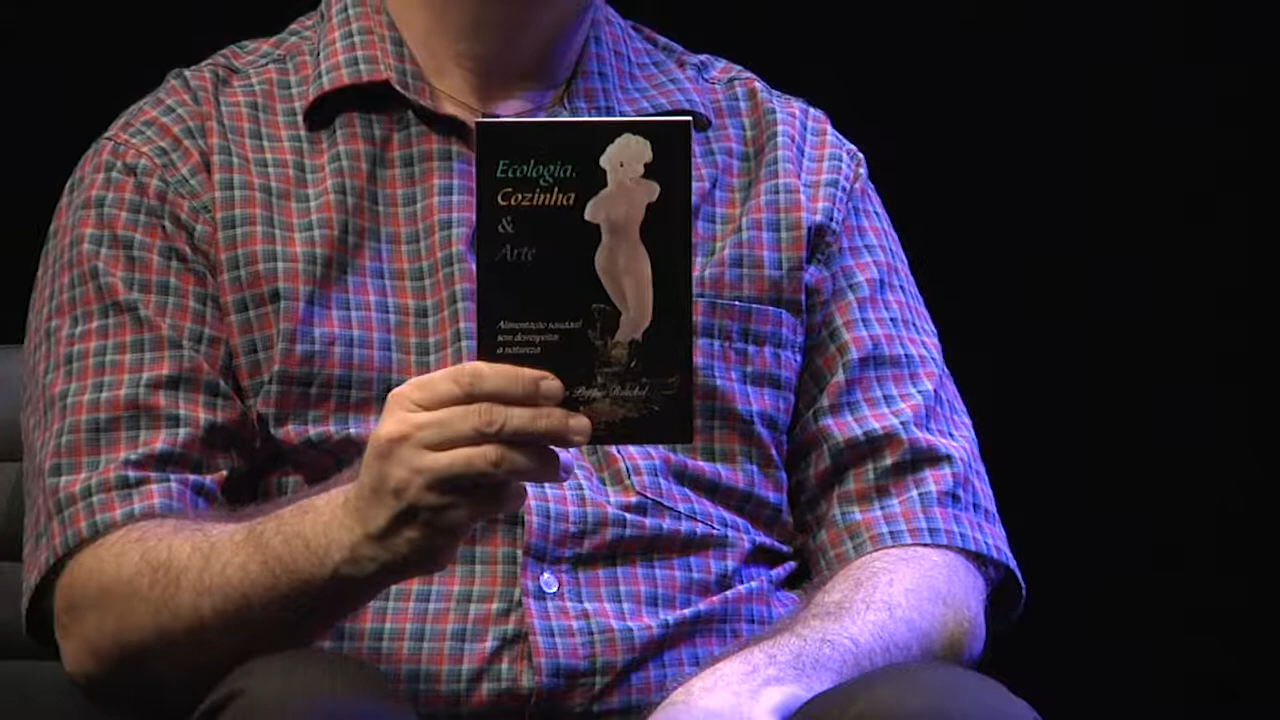 Ecologia,
Cozinha
&
Arte
Alimentação saudável
sem desrespeitar
a natureza